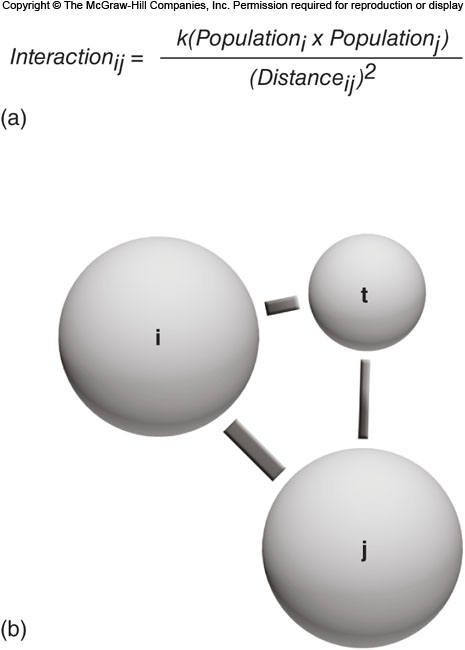 Copyright © The McGraw-Hill Companies, Inc. Permission required for reproduction or display
Interactionij = k(Populationi x Populationj)
(Distanceij)2
(a)
i
t
j
(b)